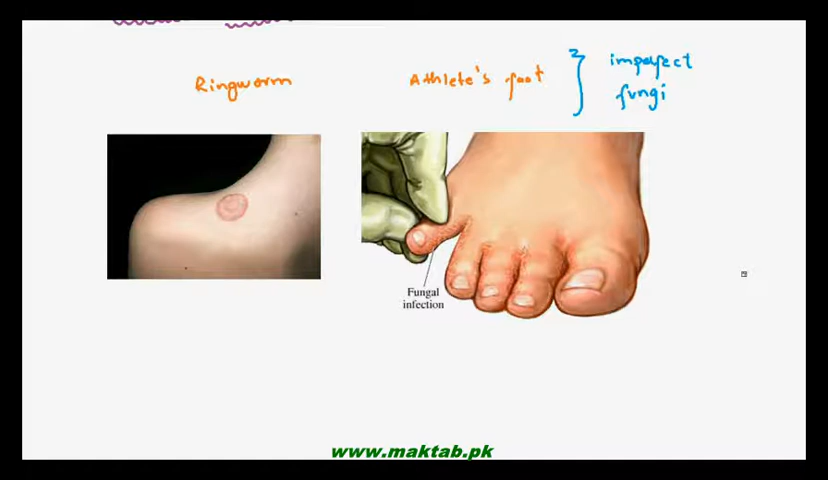 Ringworm
Athlete's foot
imperfect
fungi
Fungal
infection
www.maktab.pk